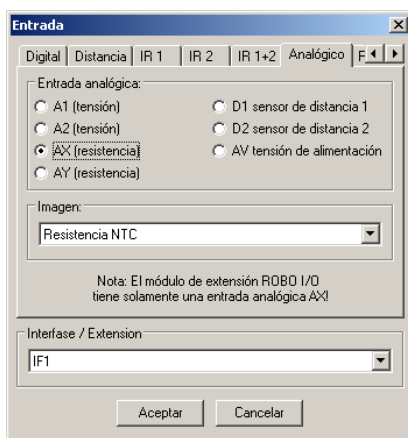 Entrada
Digital Distancia IR 1 IR 2 IR 1+2 Analógico
Entrada analógica:
A1 (tensión) D1 sensor de distancia 1
A2 (tensión) D2 sensor de distancia 2
AX (resistencia) AV tensión de alimentación
AY (resistencia)
Imagen:
Resistencia NTC
Nota: El módulo de extensión ROBO I/O
tiene solamente una entrada analógica AX!
Interfase / Extension
IF1
Aceptar Cancelar